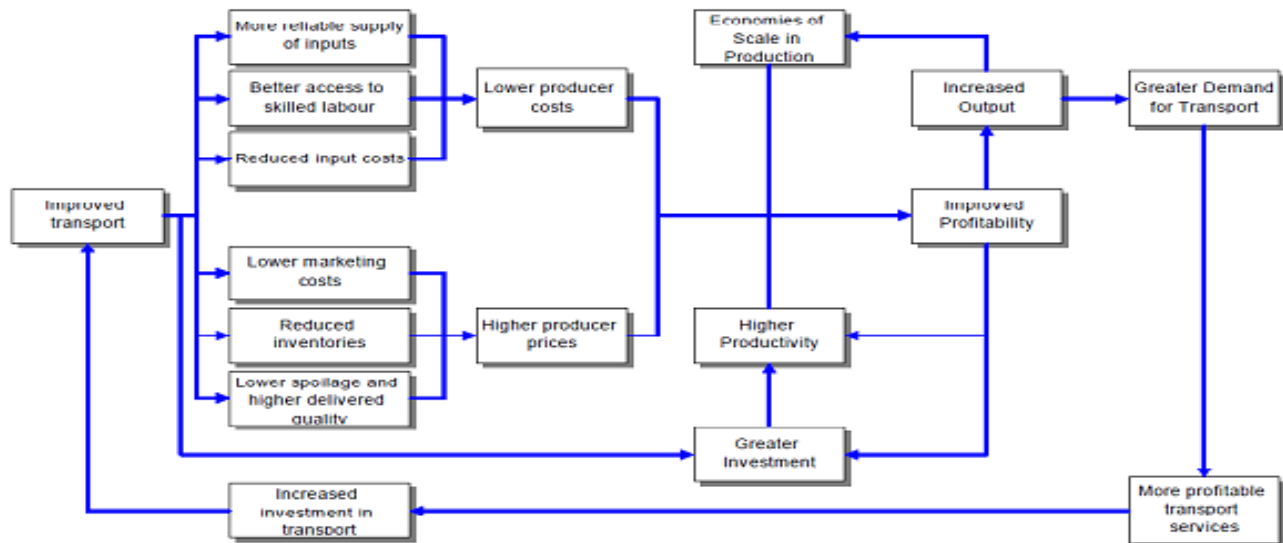 More reliable supply
of inputs
Economies of
Scale in
Production
Better access to
skilled labour
Lower producer
costs
Increased
Output
Greater Demand
for Transport
Reduced input costs
Improved
transport
Improved
Profitability
Lower marketing
costs
Reduced
inventories
Higher producer
prices
Higher
Productivity
Lower spoilage and
higher delivered
quality
Greater
Investment
Increased
investment in
transport
More profitable
transport
services